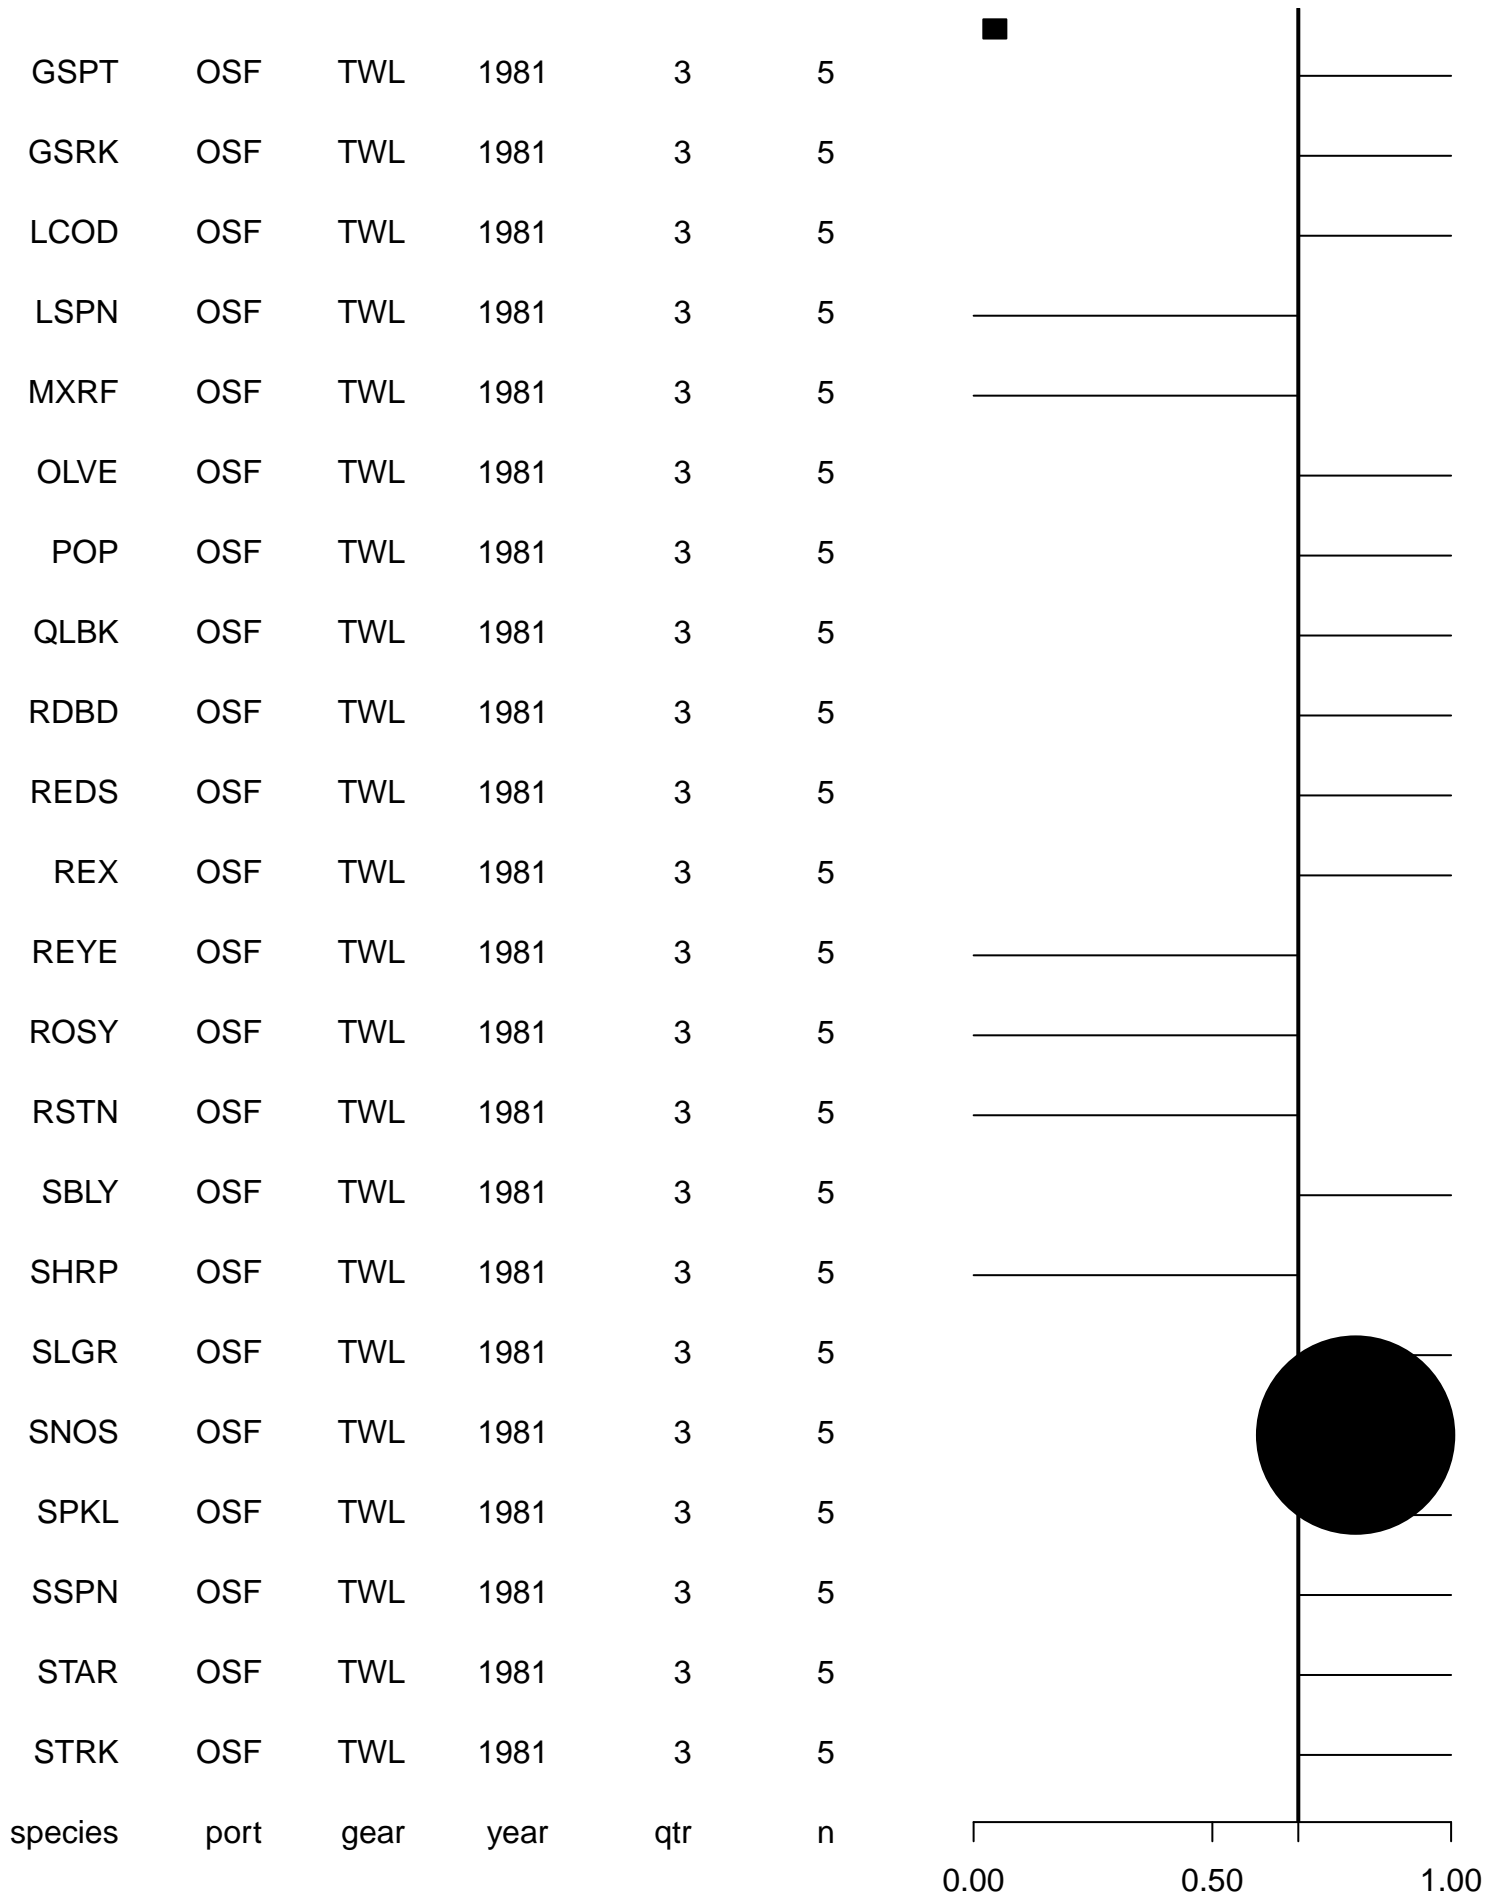 GSPT OSF TWL 1981 3 5
GSRK OSF TWL 1981 3 5
LCOD OSF TWL 1981 3 5
LSPN OSF TWL 1981 3 5
MXRF OSF TWL 1981 3 5
OLVE OSF TWL 1981 3 5
POP OSF TWL 1981 3 5
QLBK OSF TWL 1981 3 5
RDBD OSF TWL 1981 3 5
REDS OSF TWL 1981 3 5
REX OSF TWL 1981 3 5
REYE OSF TWL 1981 3 5
ROSY OSF TWL 1981 3 5
RSTN OSF TWL 1981 3 5
SBLY OSF TWL 1981 3 5
SHRP OSF TWL 1981 3 5
SLGR OSF TWL 1981 3 5
SNOS OSF TWL 1981 3 5
SPKL OSF TWL 1981 3 5
SSPN OSF TWL 1981 3 5
STAR OSF TWL 1981 3 5
STRK OSF TWL 1981 3 5
species port gear year qtr n
0.00 0.50 1.00